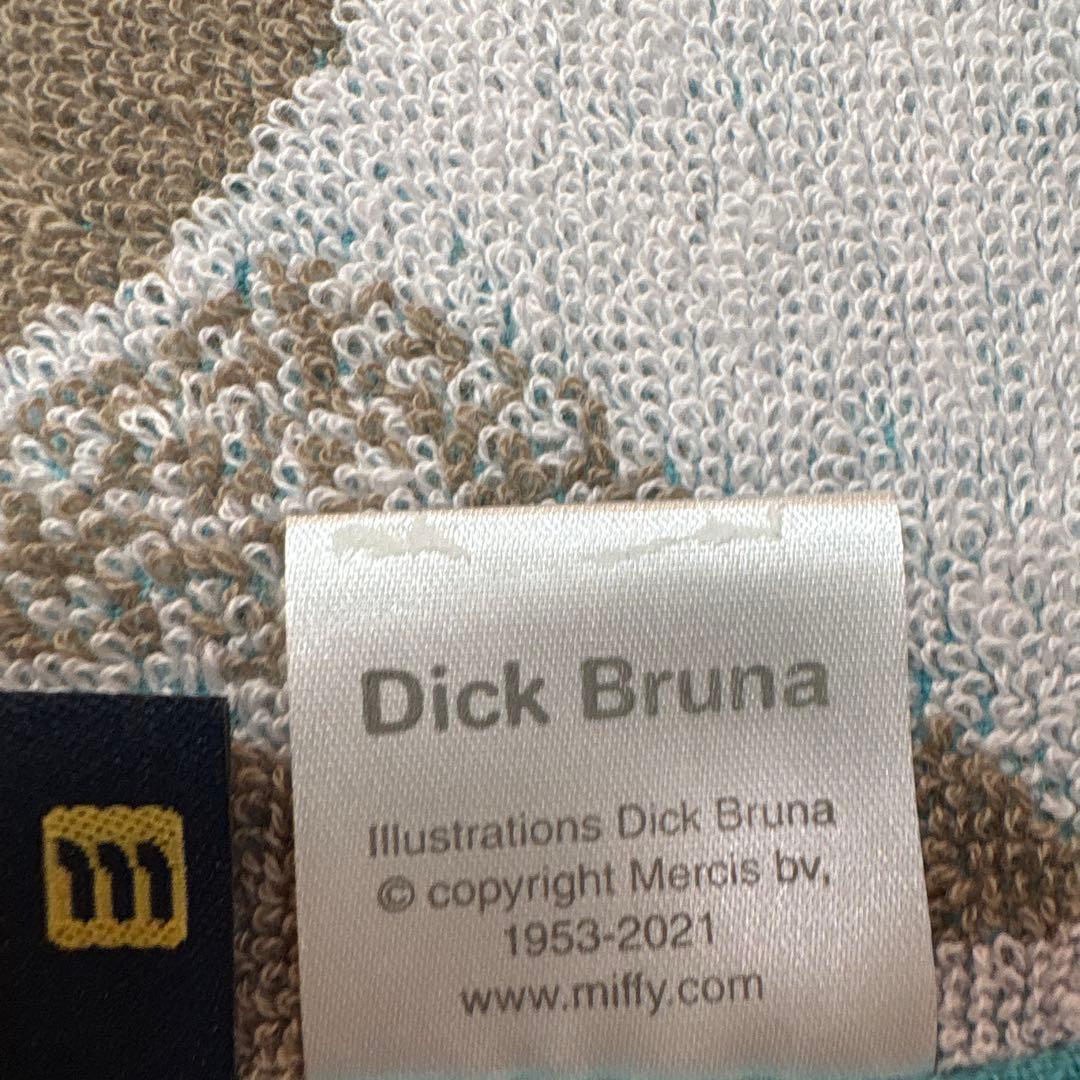 Dick Bruna
Illustrations Dick Bruna
© copyright Mercis bv,
1953-2021
www.miffy.com
m